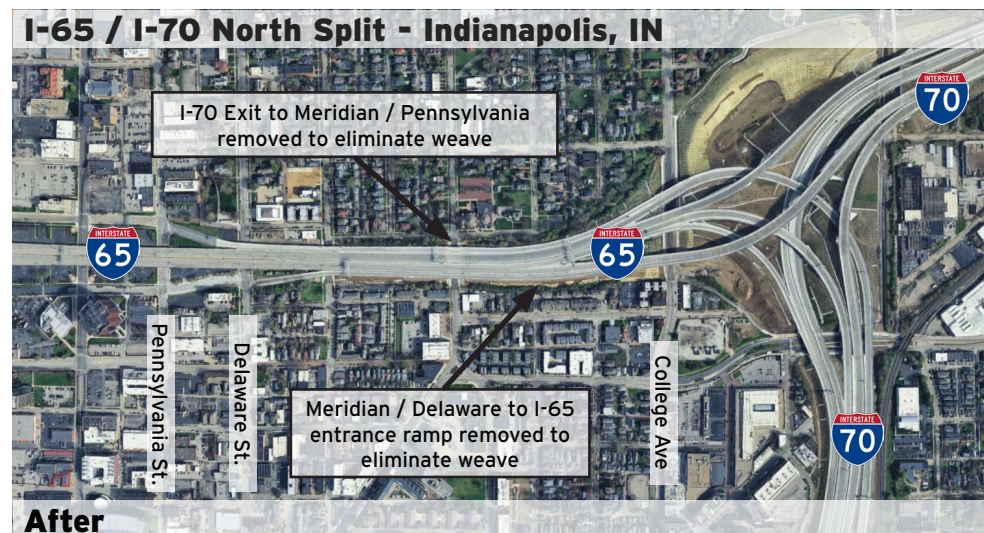 I-65 / I-70 North Split - Indianapolis, IN
INTERSTATE
70
I-70 Exit to Meridian / Pennsylvania
removed to eliminate weave
INTERSTATE
65
INTERSTATE
65
Pennsylvania St.
Delaware St.
College Ave
Meridian / Delaware to I-65
entrance ramp removed to
eliminate weave
INTERSTATE
70
After